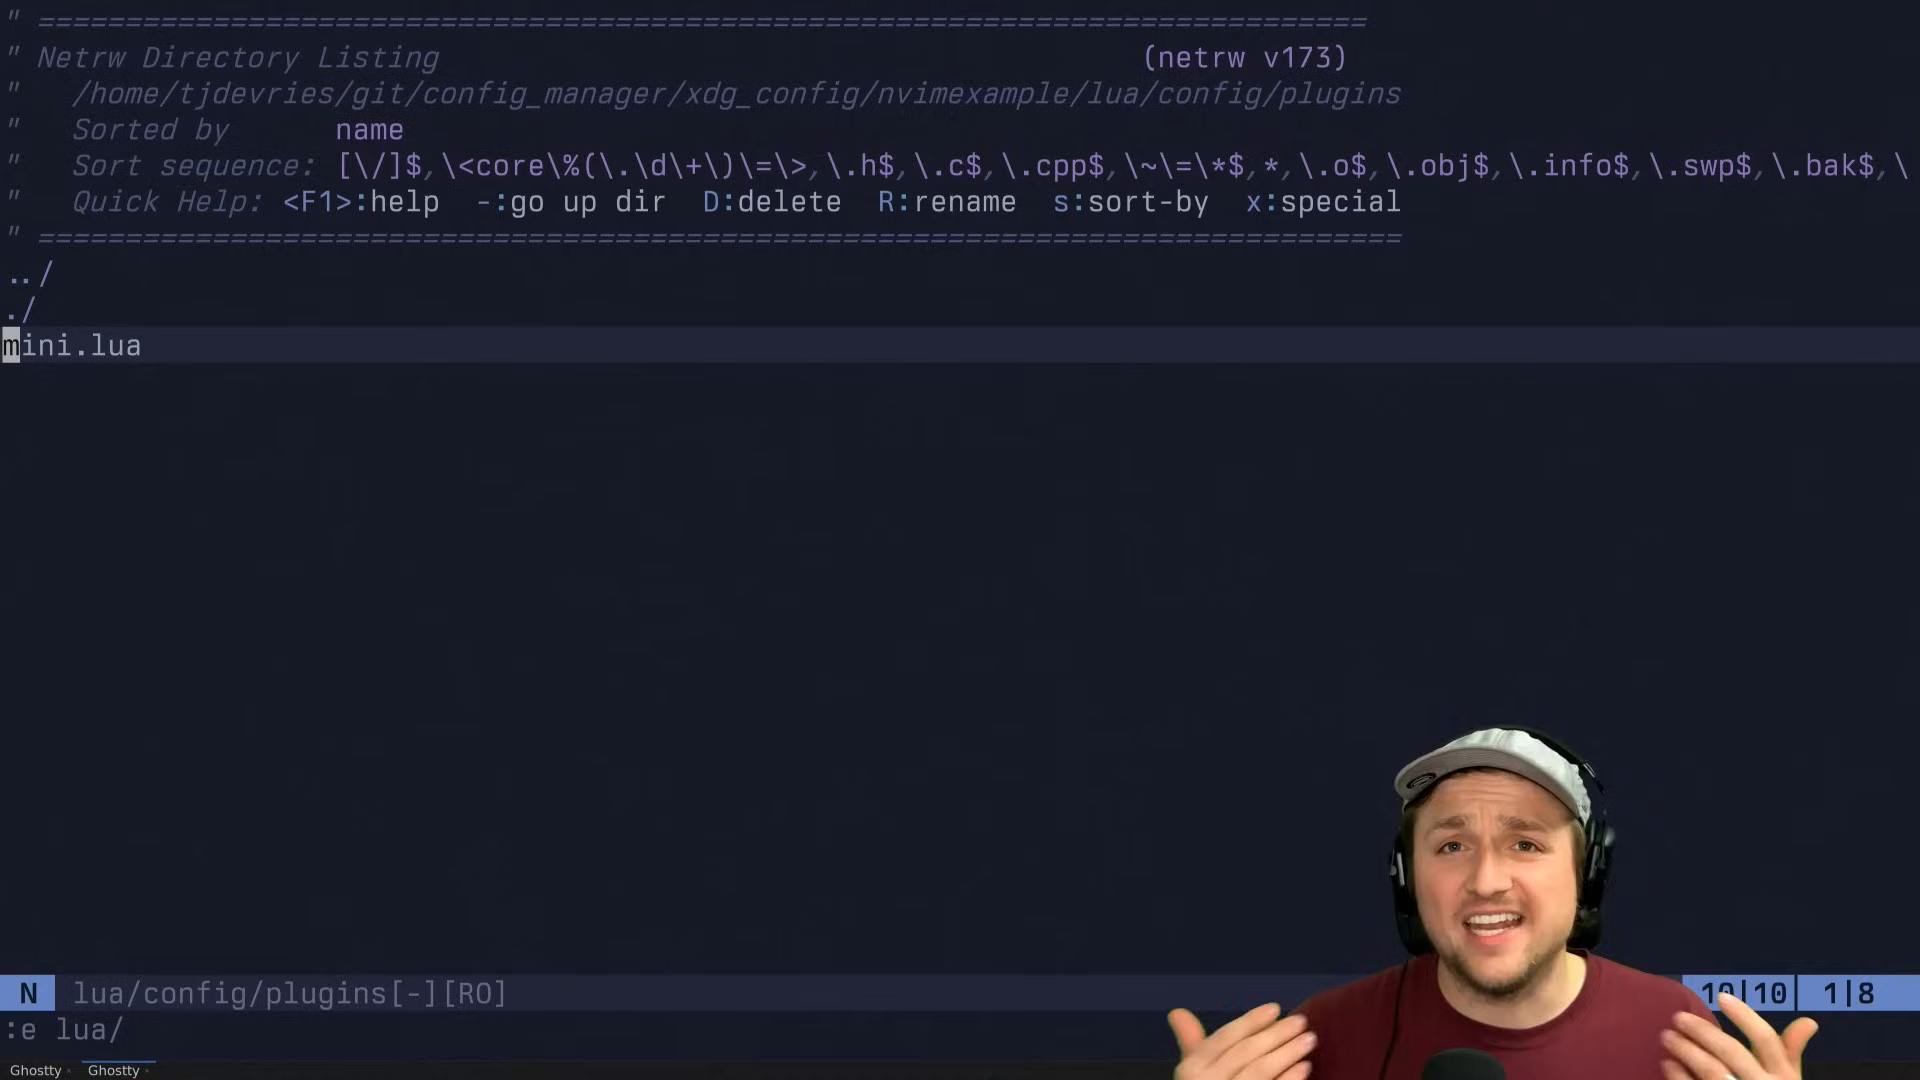 " ============================================================================
" Netrw Directory Listing                                        (netrw v173)
"   /home/tjdevries/git/config_manager/xdg_config/nvimexample/lua/config/plugins
"   Sorted by      name
"   Sort sequence: [\/]$,\<core\%(\.\d\+\)\=\>,\.h$,\.c$,\.cpp$,\~\=\*$,*,\.o$,\.obj$,\.info$,\.swp$,\.bak$,\
"   Quick Help: <F1>:help  -:go up dir  D:delete  R:rename  s:sort-by  x:special
" ==============================================================================
../
./
mini.lua
N lua/config/plugins[-][RO] 10|10 1|8
:e lua/
Ghostty Ghostty